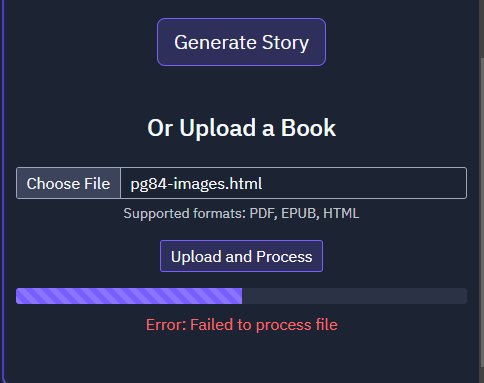 Generate Story
Or Upload a Book
Choose File pg84-images.html
Supported formats: PDF, EPUB, HTML
Upload and Process
Error: Failed to process file